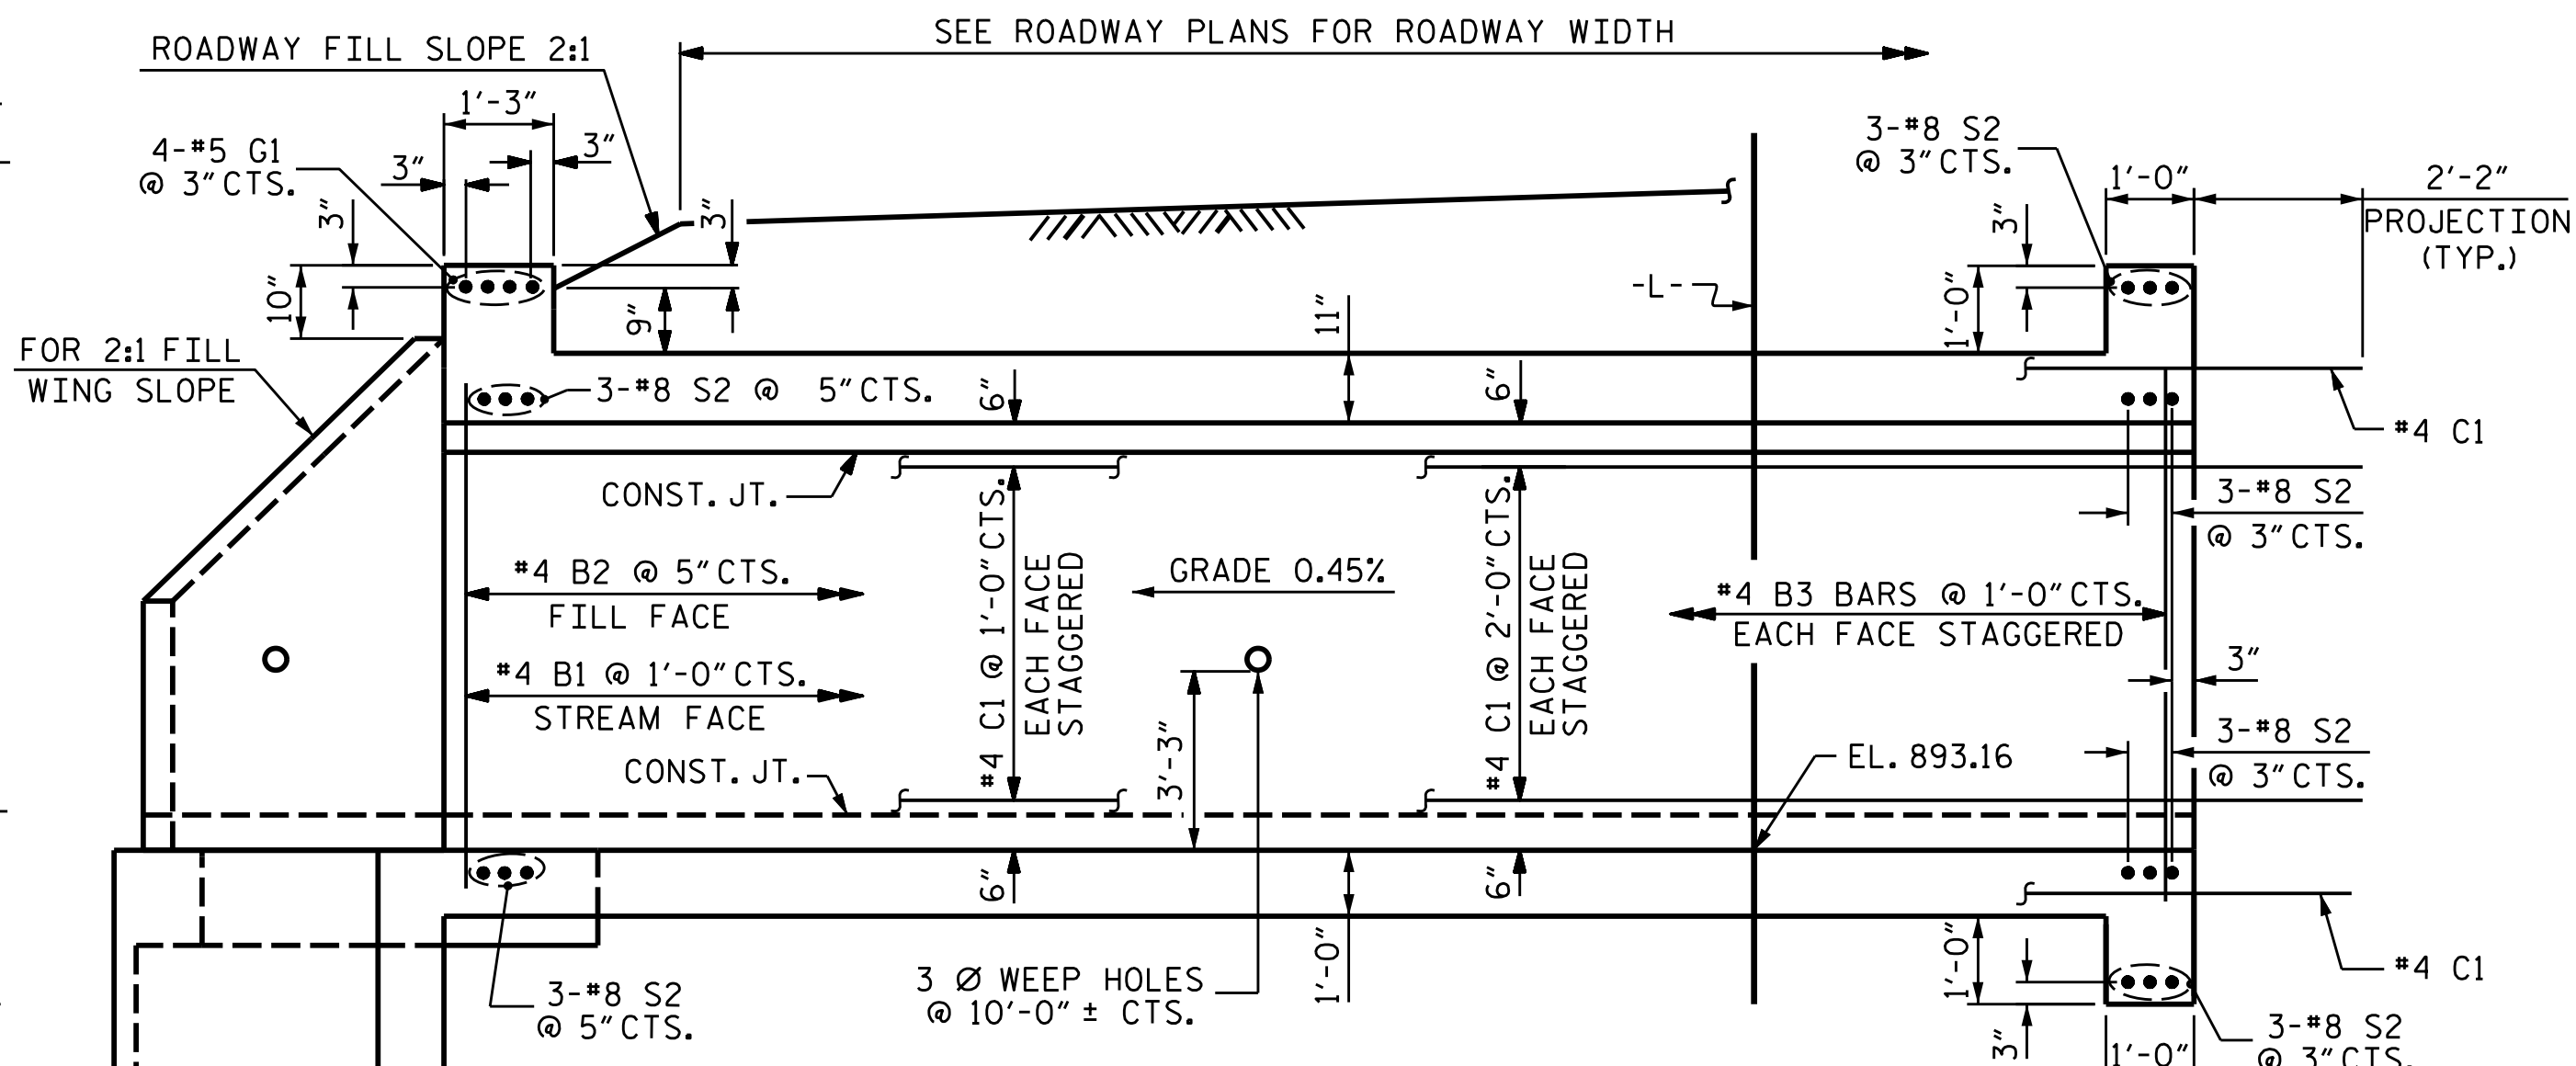 SEE ROADWAY PLANS FOR ROADWAY WIDTH
ROADWAY FILL SLOPE 2:1
1'-3"
3"
3"
4-#5 G1
@ 3"CTS.
3"
3"
10"
9"
11"
-L-
3-#8 S2
@ 3"CTS.
1'-0"
2'-2"
PROJECTION
(TYP.)
3"
1'-0"
FOR 2:1 FILL
WING SLOPE
3-#8 S2 @ 5"CTS.
6"
6"
#4 C1
CONST. JT.
3-#8 S2
@ 3"CTS.
#4 B2 @ 5"CTS.
FILL FACE
#4 C1 @ 1'-0"CTS.
EACH FACE
STAGGERED
GRADE 0.45%
#4 C1 @ 2'-0"CTS.
EACH FACE
STAGGERED
#4 B3 BARS @ 1'-0"CTS.
EACH FACE STAGGERED
3"
#4 B1 @ 1'-0"CTS.
STREAM FACE
3'-3"
CONST. JT.
EL. 893.16
3-#8 S2
@ 3"CTS.
6"
6"
1'-0"
3-#8 S2
@ 5"CTS.
3 Ø WEEP HOLES
@ 10'-0" ± CTS.
1'-0"
#4 C1
3"
1'-0"
3-#8 S2
@ 3"CTS.